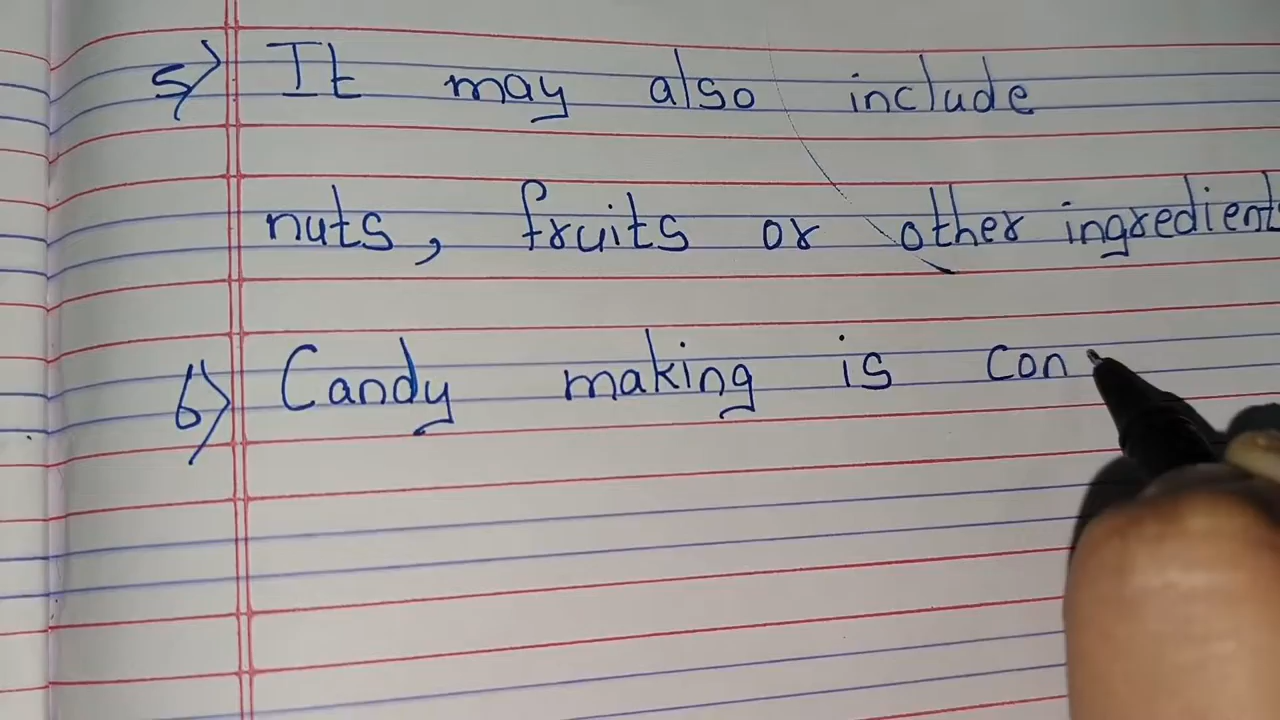 5) It may also include
nuts, fruits or other ingredient
6) Candy making is con